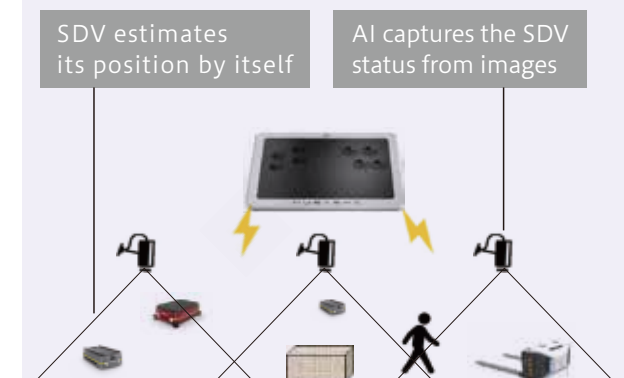 SDV estimates
its position by itself
AI captures the SDV
status from images